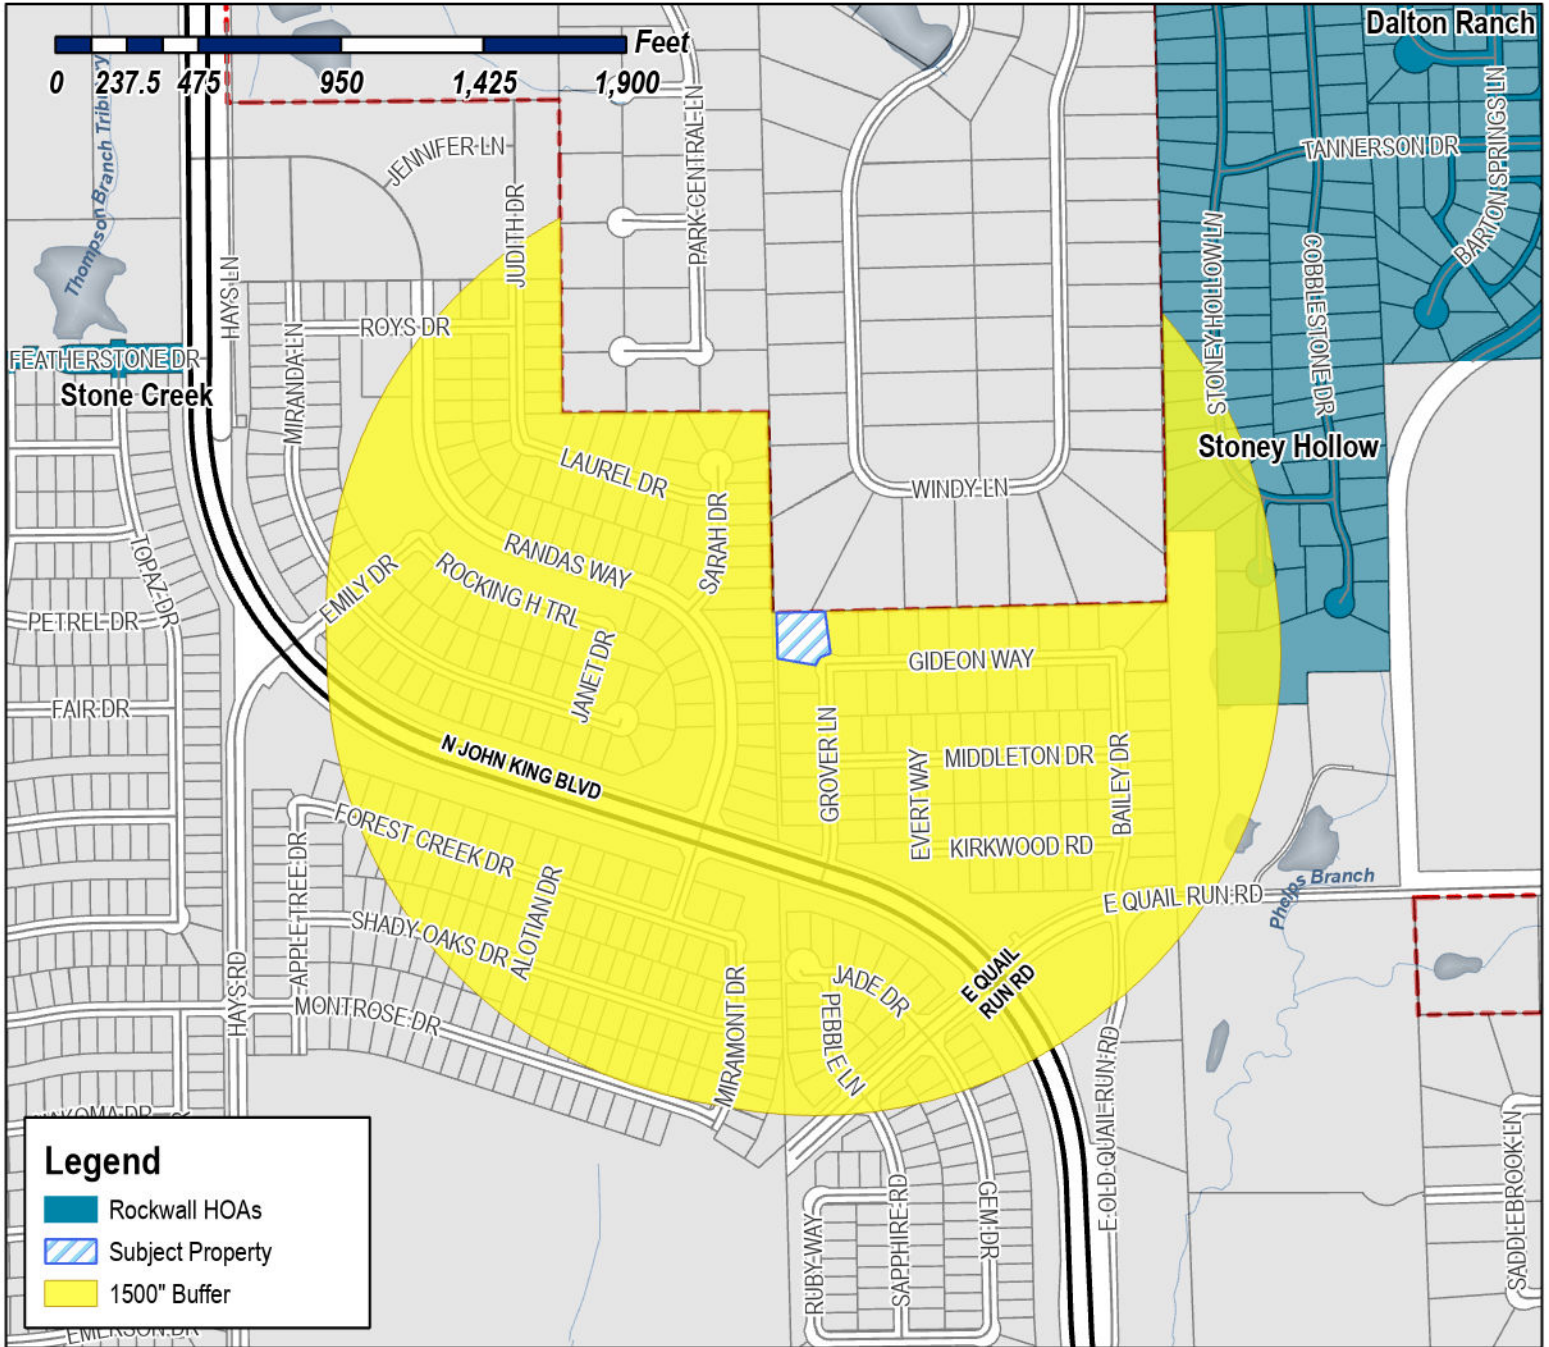 Dalton Ranch
Feet
0 237.5 475 950 1,425 1,900
Thompson Branch Tributary
JENNIFER LN
PARK CENTRAL LN
TANNERSON DR
BARTON SPRINGS LN
JUDITH DR
HAYS LN
STONEY HOLLOW LN
COBBLESTONE DR
ROYS DR
MIRANDA LN
FEATHERSTONE DR
Stone Creek
Stoney Hollow
LAUREL DR
WINDY LN
SARAH DR
TOPAZ DR
RANDAS WAY
EMILY DR
ROCKING H TRL
PETREL DR
JANET DR
GIDEON WAY
FAIR DR
GROVER LN
N JOHN KING BLVD
MIDDLETON DR
EVERT WAY
BAILEY DR
FOREST CREEK DR
KIRKWOOD RD
APPLE TREE DR
ALOTIAN DR
Phelps Branch
E QUAIL RUN RD
SHADY OAKS DR
HAYS RD
MONTROSE DR
MIRAMONT DR
JADE DR
PEBBLE LN
E QUAIL
RUN RD
E OLD QUAIL RUN RD
SADDLEBROOK LN
RUBY WAY
SAPPHIRE RD
GEM DR
Legend
Rockwall HOAs
Subject Property
1500" Buffer
EMERSON DR